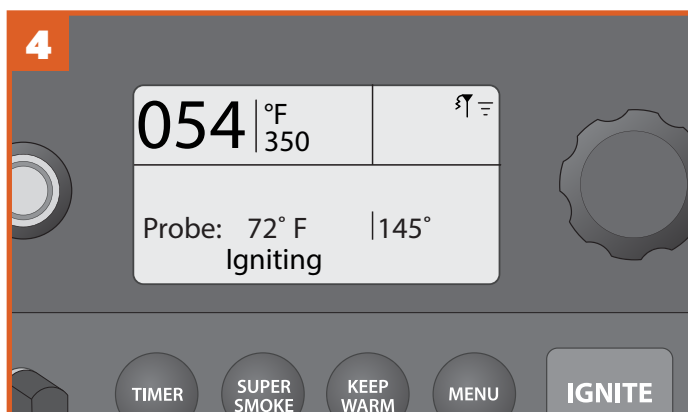 4
054 °F
350
Probe: 72° F 145°
Igniting
TIMER
SUPER
SMOKE
KEEP
WARM
MENU
IGNITE